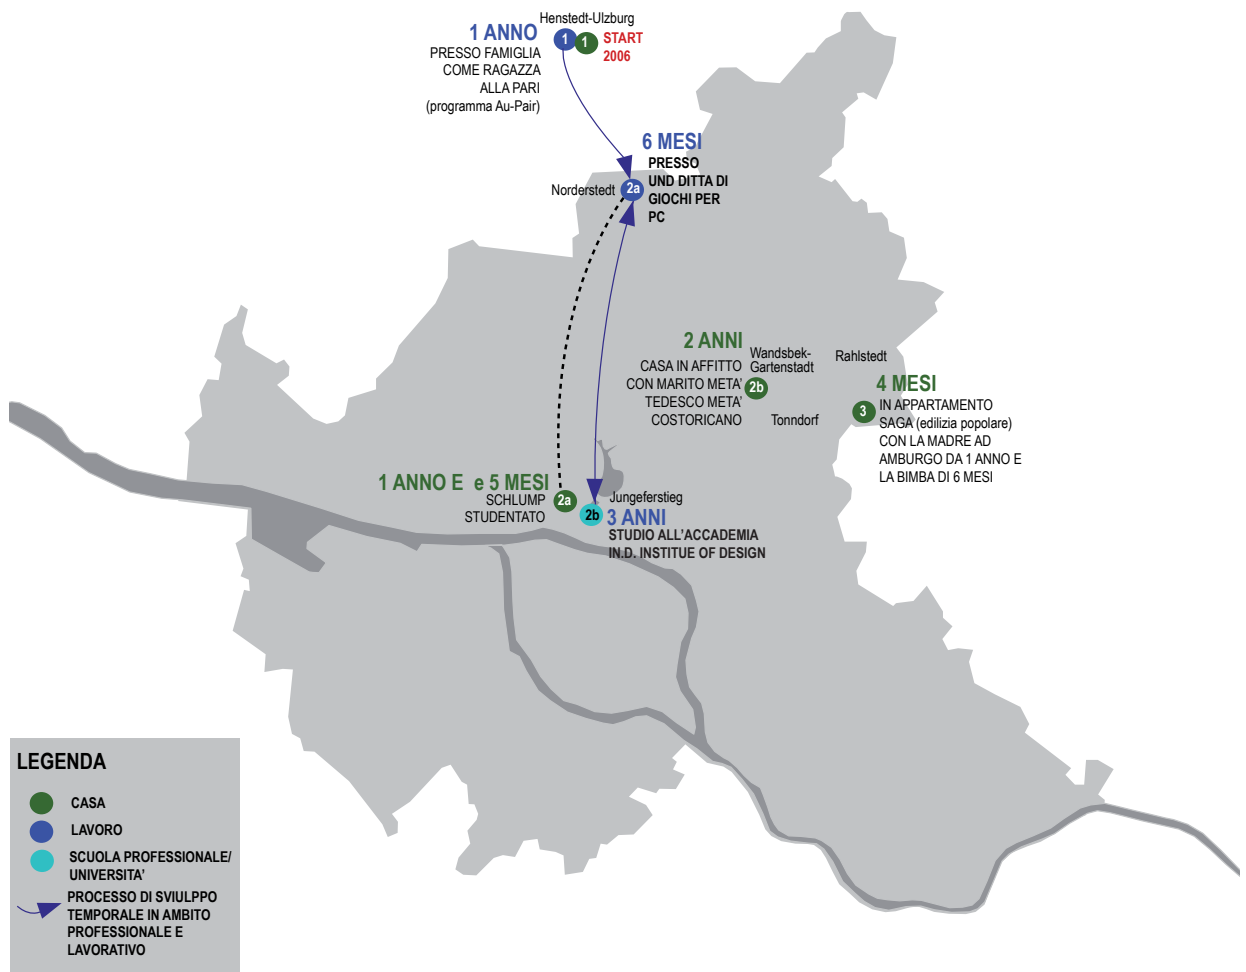 Henstedt-Ulzburg
1 ANNO
PRESSO FAMIGLIA
COME RAGAZZA
ALLA PARI
(programma Au-Pair)
1
1
START
2006
6 MESI
PRESSO
UND DITTA DI
GIOCHI PER
PC
Norderstedt
2a
2 ANNI
CASA IN AFFITTO
CON MARITO META'
TEDESCO META'
COSTORICANO
Wandsbek-
Gartenstadt
2b
Tonndorf
Rahlstedt
4 MESI
3
IN APPARTAMENTO
SAGA (edilizia popolare)
CON LA MADRE AD
AMBURGO DA 1 ANNO E
LA BIMBA DI 6 MESI
1 ANNO E e 5 MESI
SCHLUMP
STUDENTATO
2a
Jungeferstieg
2b
3 ANNI
STUDIO ALL'ACCADEMIA
IN.D. INSTITUE OF DESIGN
LEGENDA
CASA
LAVORO
SCUOLA PROFESSIONALE/
UNIVERSITA'
PROCESSO DI SVIULPPO
TEMPORALE IN AMBITO
PROFESSIONALE E
LAVORATIVO